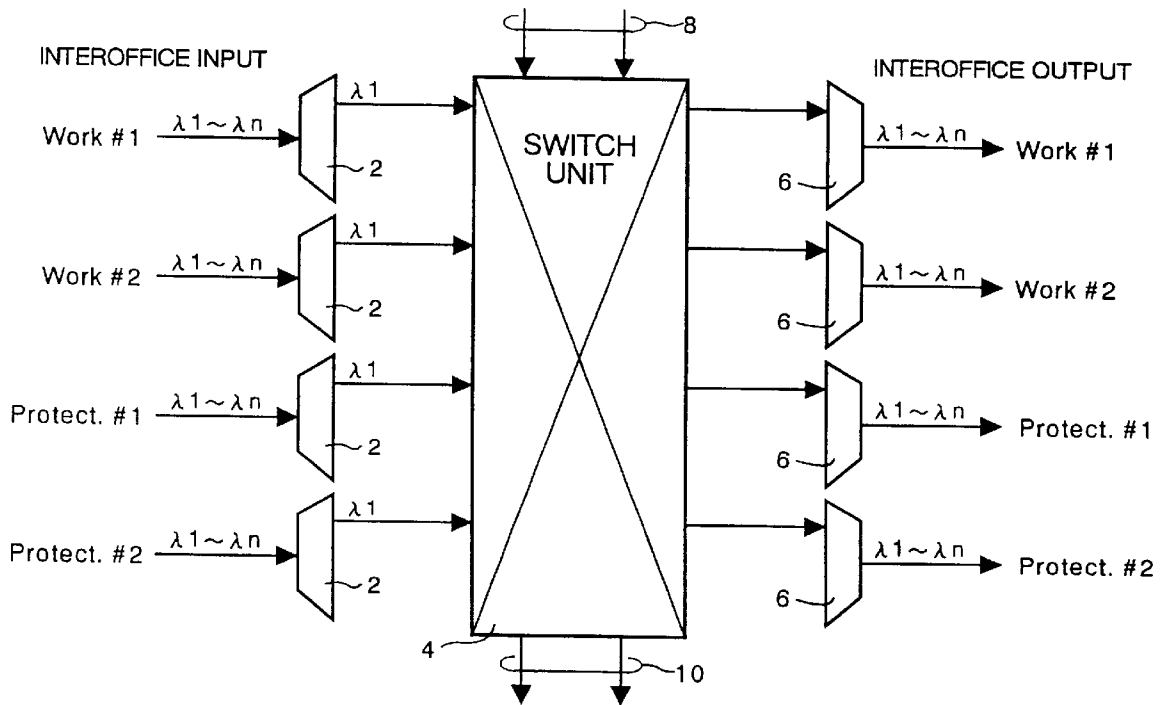 8
INTEROFFICE INPUT
INTEROFFICE OUTPUT
Work #1
λ1～λn
2
λ1
SWITCH
UNIT
6
λ1～λn
Work #1
Work #2
λ1～λn
2
λ1
6
λ1～λn
Work #2
Protect. #1
λ1～λn
2
λ1
6
λ1～λn
Protect. #1
Protect. #2
λ1～λn
2
λ1
6
λ1～λn
Protect. #2
4
10